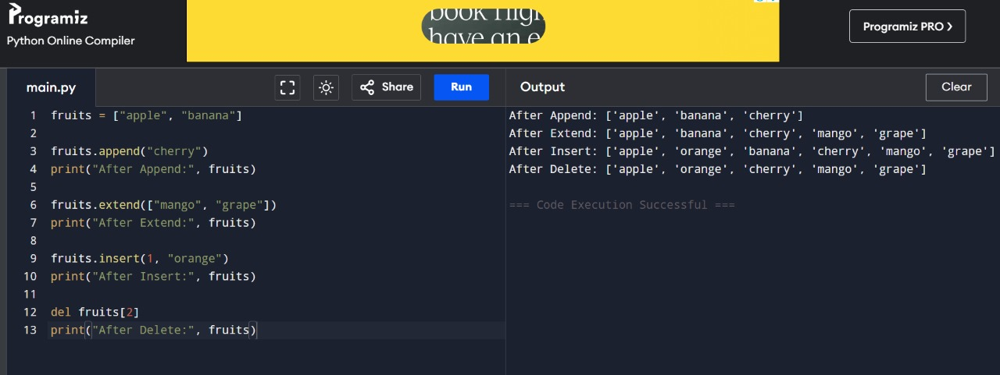 Programiz
Python Online Compiler
have an e
Programiz PRO >
main.py
Share
Run
Output
Clear
1 fruits = ["apple", "banana"]
2
3 fruits.append("cherry")
4 print("After Append:", fruits)
5
6 fruits.extend(["mango", "grape"])
7 print("After Extend:", fruits)
8
9 fruits.insert(1, "orange")
10 print("After Insert:", fruits)
11
12 del fruits[2]
13 print("After Delete:", fruits)
After Append: ['apple', 'banana', 'cherry']
After Extend: ['apple', 'banana', 'cherry', 'mango', 'grape']
After Insert: ['apple', 'orange', 'banana', 'cherry', 'mango', 'grape']
After Delete: ['apple', 'orange', 'cherry', 'mango', 'grape']
=== Code Execution Successful ===